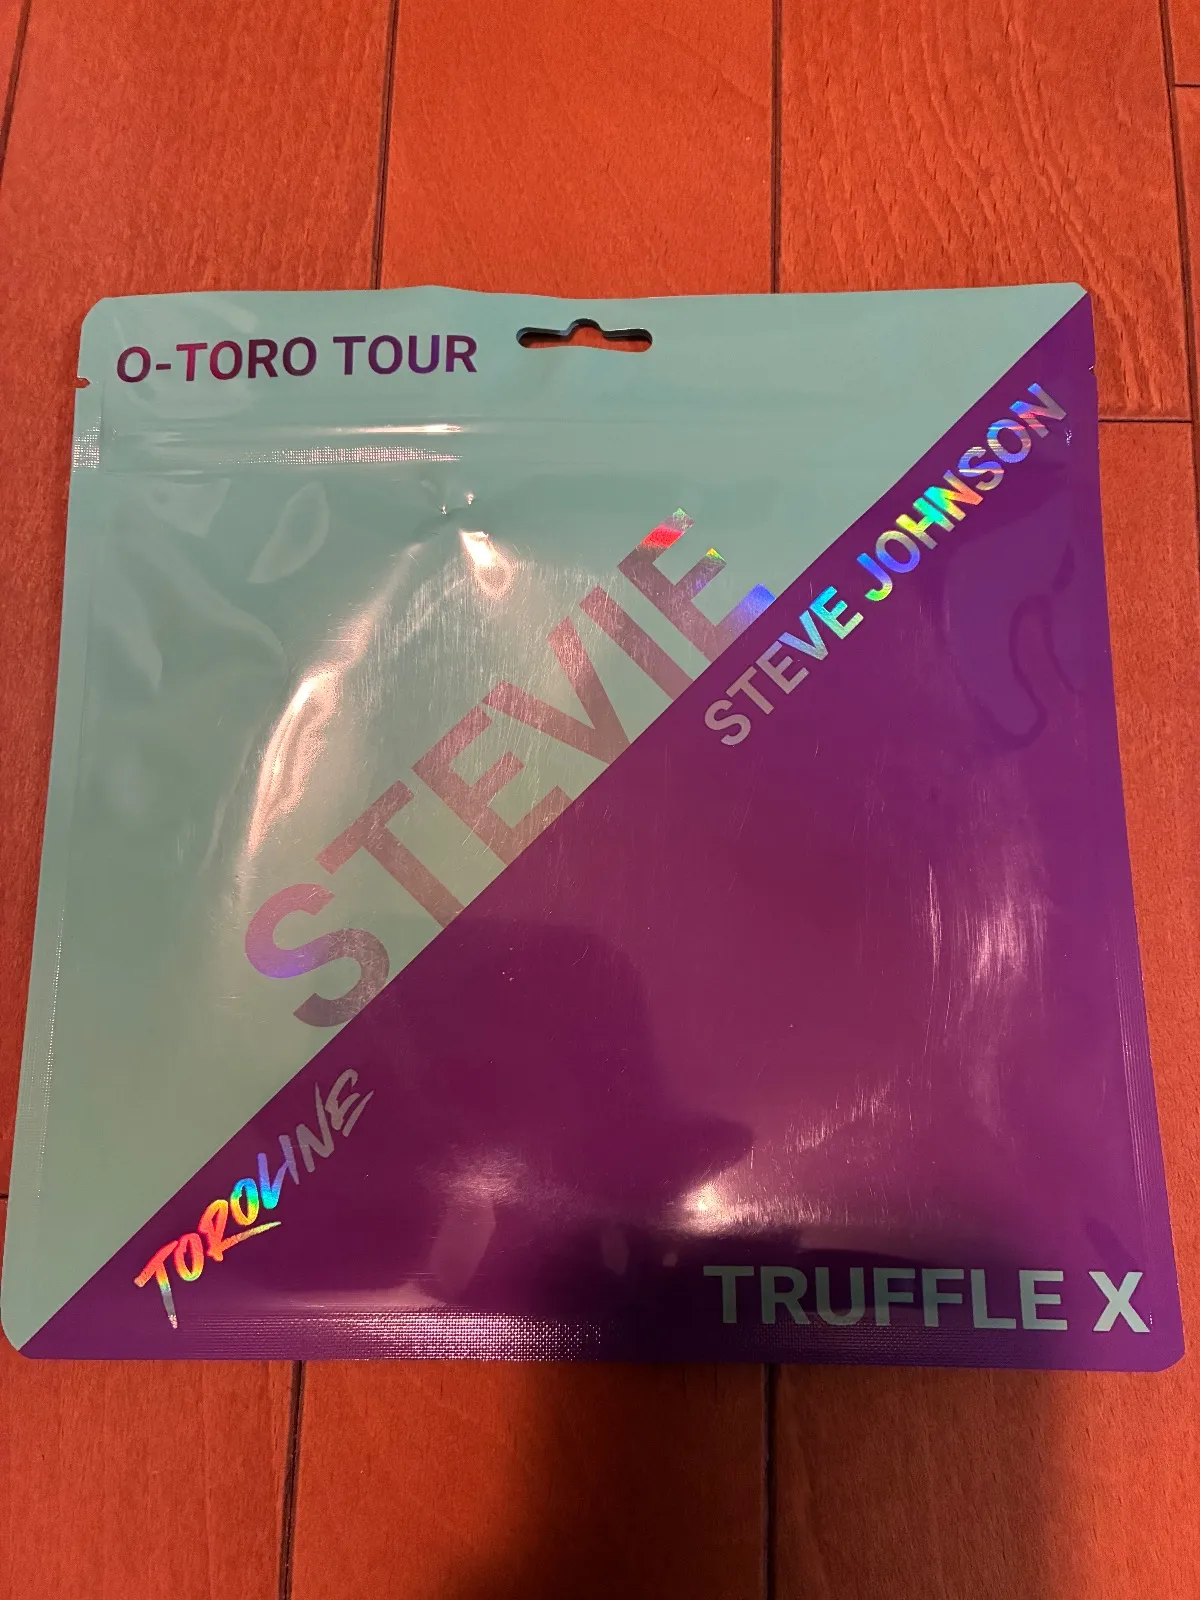 O-TORO TOUR
STEVIE
STEVE JOHNSON
TOROLINE
TRUFFLE X